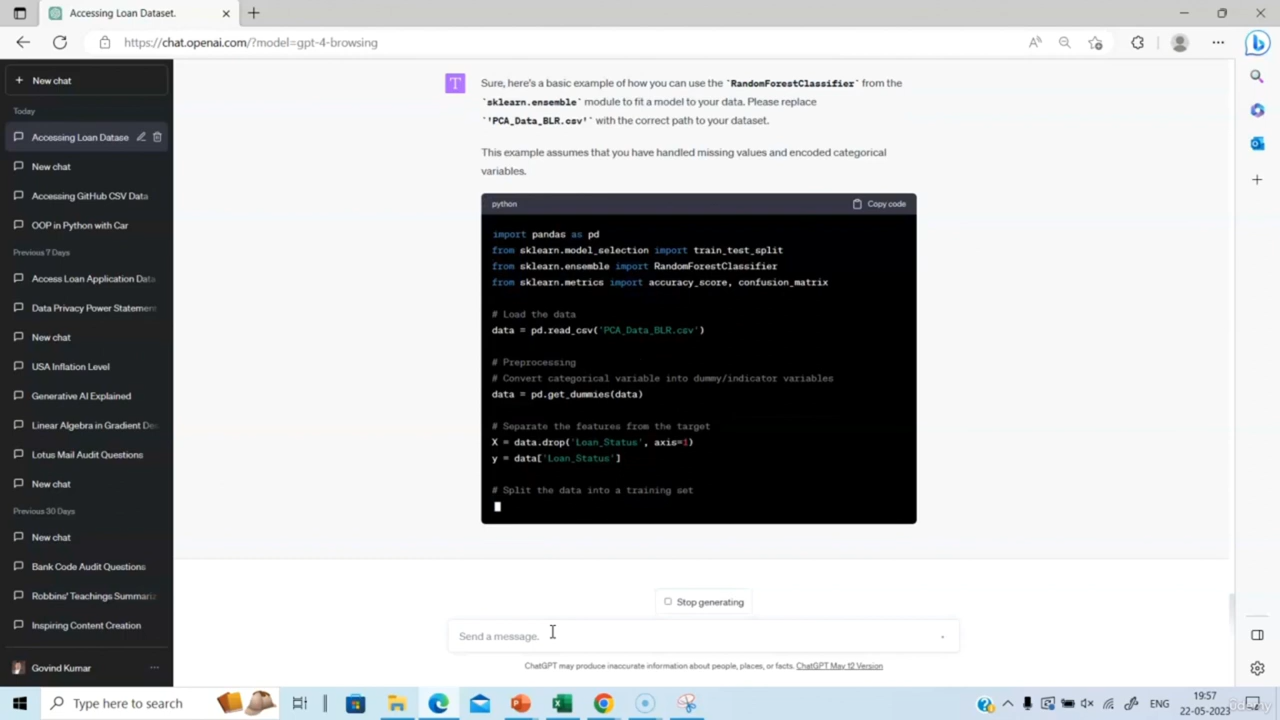 Accessing Loan Dataset.
https://chat.openai.com/?model=gpt-4-browsing
New chat
Today
Accessing Loan Datase
New chat
Accessing GitHub CSV Data
OOP in Python with Car
Previous 7 Days
Access Loan Application Data
Data Privacy Power Statement
New chat
USA Inflation Level
Generative AI Explained
Linear Algebra in Gradient Des
Lotus Mail Audit Questions
New chat
Previous 30 Days
New chat
Bank Code Audit Questions
Robbins' Teachings Summariz
Inspiring Content Creation
Govind Kumar
T
Sure, here's a basic example of how you can use the `RandomForestClassifier` from the
`sklearn.ensemble` module to fit a model to your data. Please replace
`'PCA_Data_BLR.csv'` with the correct path to your dataset.
This example assumes that you have handled missing values and encoded categorical
variables.
python
Copy code
import pandas as pd
from sklearn.model_selection import train_test_split
from sklearn.ensemble import RandomForestClassifier
from sklearn.metrics import accuracy_score, confusion_matrix
# Load the data
data = pd.read_csv('PCA_Data_BLR.csv')
# Preprocessing
# Convert categorical variable into dummy/indicator variables
data = pd.get_dummies(data)
# Separate the features from the target
X = data.drop('Loan_Status', axis=1)
y = data['Loan_Status']
# Split the data into a training set
Stop generating
Send a message.
ChatGPT may produce inaccurate information about people, places, or facts. ChatGPT May 12 Version
Type here to search
ENG
19:57
22-05-2023
Udemy